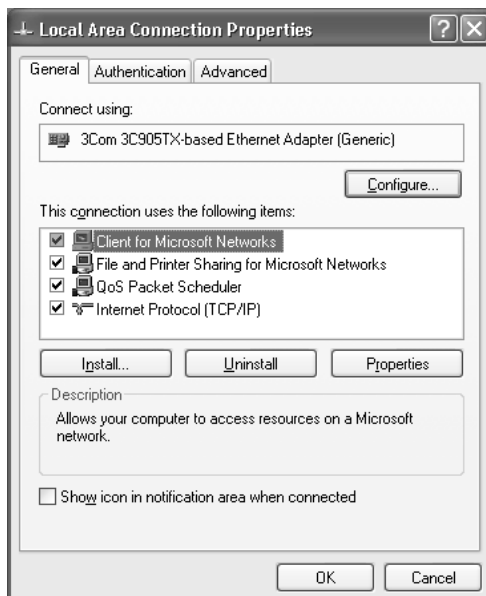 Local Area Connection Properties
General Authentication Advanced
Connect using:
3Com 3C905TX-based Ethernet Adapter (Generic)
Configure...
This connection uses the following items:
Client for Microsoft Networks
File and Printer Sharing for Microsoft Networks
QoS Packet Scheduler
Internet Protocol (TCP/IP)
Install... Uninstall Properties
Description
Allows your computer to access resources on a Microsoft
network.
Show icon in notification area when connected
OK Cancel